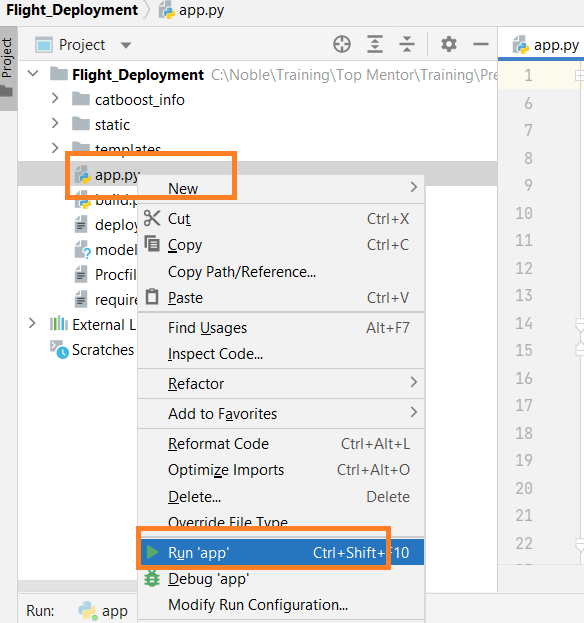 Flight_Deployment app.py
Project
Project
app.py
Flight_Deployment C:\Noble\Training\Top Mentor\Training\Pre
catboost_info
static
templates
app.py
build.p
deploy
model
Procfil
require
External L
Scratches
New
Cut Ctrl+X
Copy Ctrl+C
Copy Path/Reference...
Paste Ctrl+V
Find Usages Alt+F7
Inspect Code...
Refactor
Add to Favorites
Reformat Code Ctrl+Alt+L
Optimize Imports Ctrl+Alt+O
Delete... Delete
Override File Type
Run 'app' Ctrl+Shift+F10
Debug 'app'
Modify Run Configuration...
1
6
7
8
9
10
11
12
13
14
15
16
17
18
19
20
21
22
Run: app